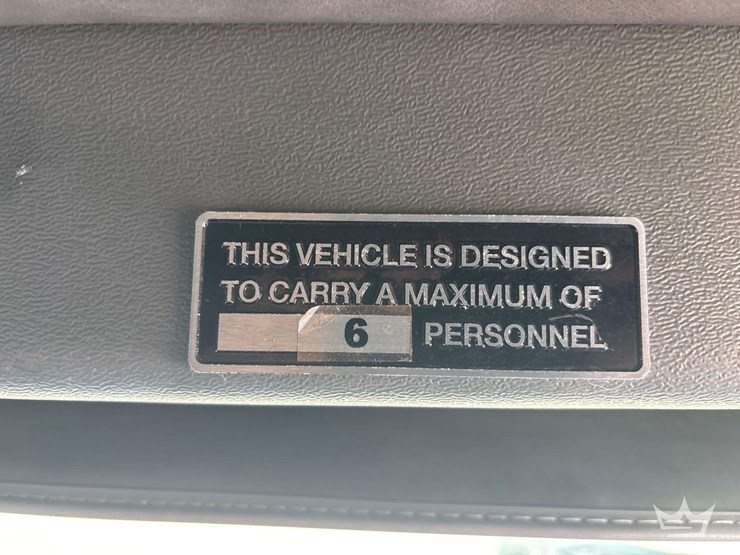 THIS VEHICLE IS DESIGNED
TO CARRY A MAXIMUM OF
6 PERSONNEL